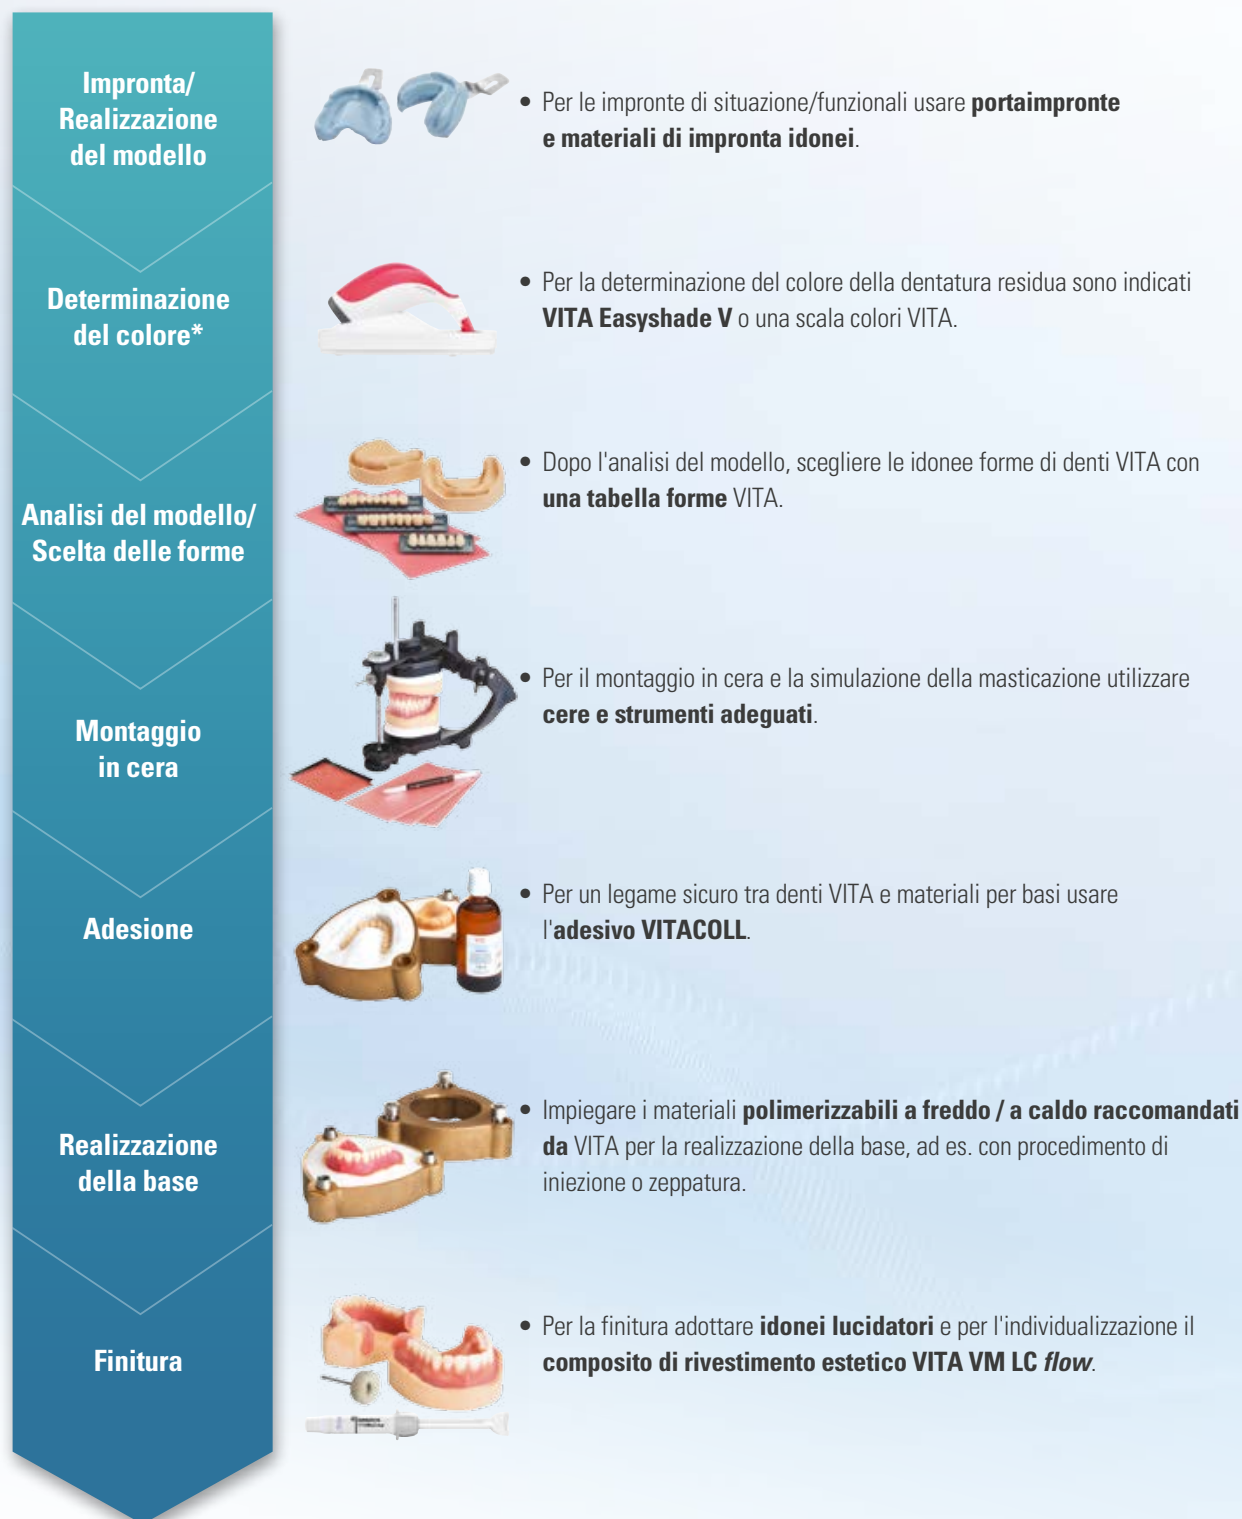 Impronta/
Realizzazione
del modello
• Per le impronte di situazione/funzionali usare portaimpronte
e materiali di impronta idonei.
Determinazione
del colore*
• Per la determinazione del colore della dentatura residua sono indicati
VITA Easyshade V o una scala colori VITA.
Analisi del modello/
Scelta delle forme
• Dopo l'analisi del modello, scegliere le idonee forme di denti VITA con
una tabella forme VITA.
Montaggio
in cera
• Per il montaggio in cera e la simulazione della masticazione utilizzare
cere e strumenti adeguati.
Adesione
• Per un legame sicuro tra denti VITA e materiali per basi usare
l'adesivo VITACOLL.
Realizzazione
della base
• Impiegare i materiali polimerizzabili a freddo / a caldo raccomandati
da VITA per la realizzazione della base, ad es. con procedimento di
iniezione o zeppatura.
Finitura
• Per la finitura adottare idonei lucidatori e per l'individualizzazione il
composito di rivestimento estetico VITA VM LC flow.